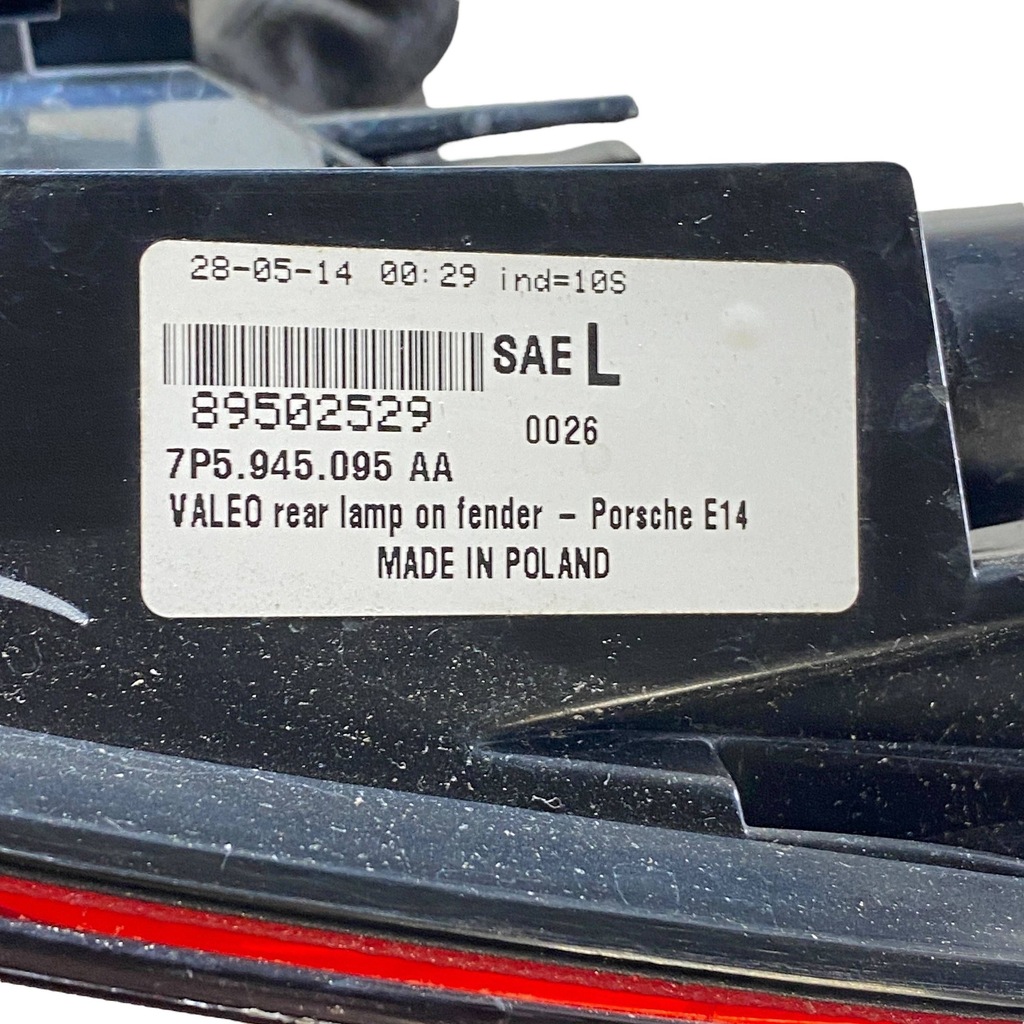 28-05-14 00:29 ind=10S
SAE L
89502529
0026
7P5.945.095 AA
VALEO rear lamp on fender - Porsche E14
MADE IN POLAND